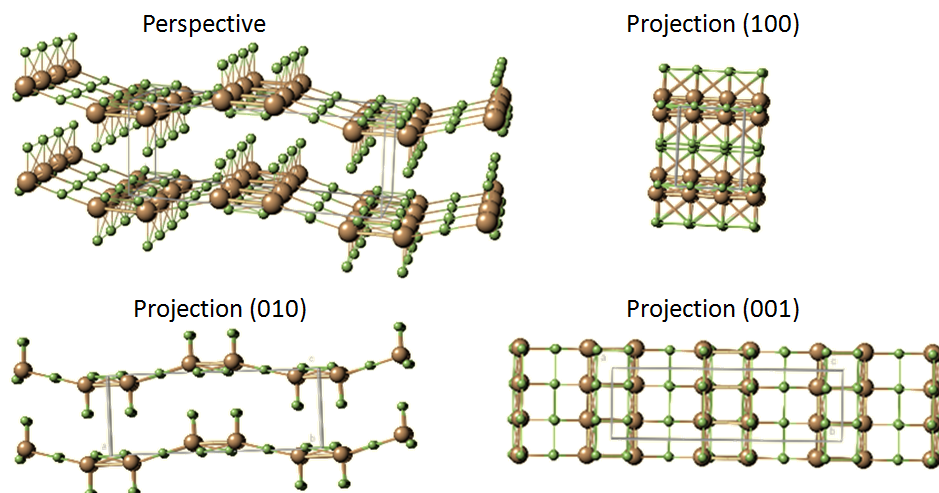 Perspective
Projection (100)
Projection (010)
Projection (001)
c
a
b
a
c
b